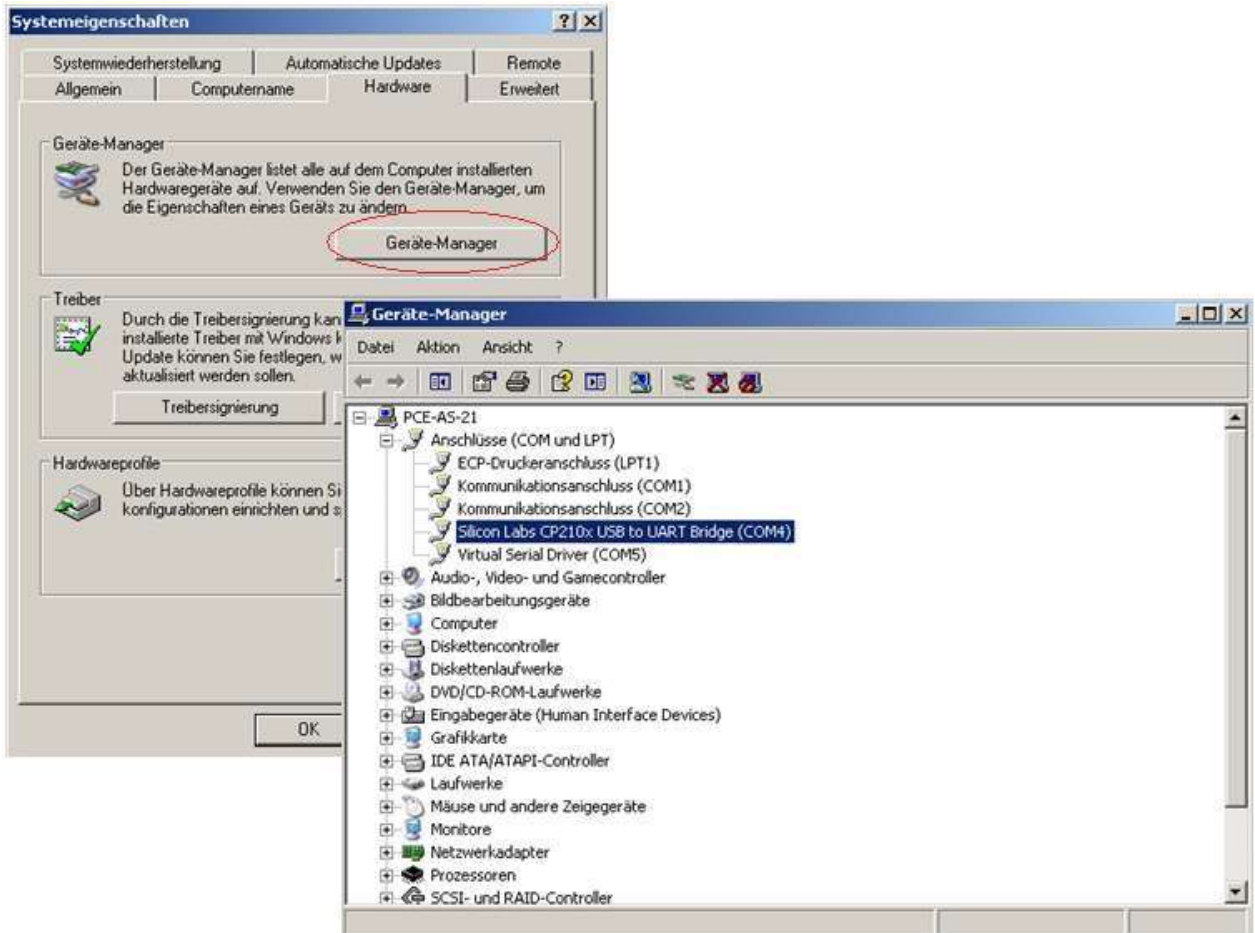 Systemeigenschaften
Systemwiederherstellung Automatische Updates Remote
Allgemein Computername Hardware Erweitert
Geräte-Manager
Der Geräte-Manager listet alle auf dem Computer installierten
Hardwaregeräte auf. Verwenden Sie den Geräte-Manager, um
die Eigenschaften eines Geräts zu ändern.
Geräte-Manager
Treiber
Durch die Treibersignierung kan
installierte Treiber mit Windows k
Update können Sie festlegen, w
aktualisiert werden sollen.
Treibersignierung
Hardwareprofile
Über Hardwareprofile können Si
konfigurationen einrichten und s
OK
Geräte-Manager
Datei Aktion Ansicht ?
PCE-AS-21
Anschlüsse (COM und LPT)
ECP-Druckeranschluss (LPT1)
Kommunikationsanschluss (COM1)
Kommunikationsanschluss (COM2)
Silicon Labs CP210x USB to UART Bridge (COM4)
Virtual Serial Driver (COM5)
Audio-, Video- und Gamecontroller
Bildbearbeitungsgeräte
Computer
Diskettencontroller
Diskettenlaufwerke
DVD/CD-ROM-Laufwerke
Eingabegeräte (Human Interface Devices)
Grafikkarte
IDE ATA/ATAPI-Controller
Laufwerke
Mäuse und andere Zeigegeräte
Monitore
Netzwerkadapter
Prozessoren
SCSI- und RAID-Controller